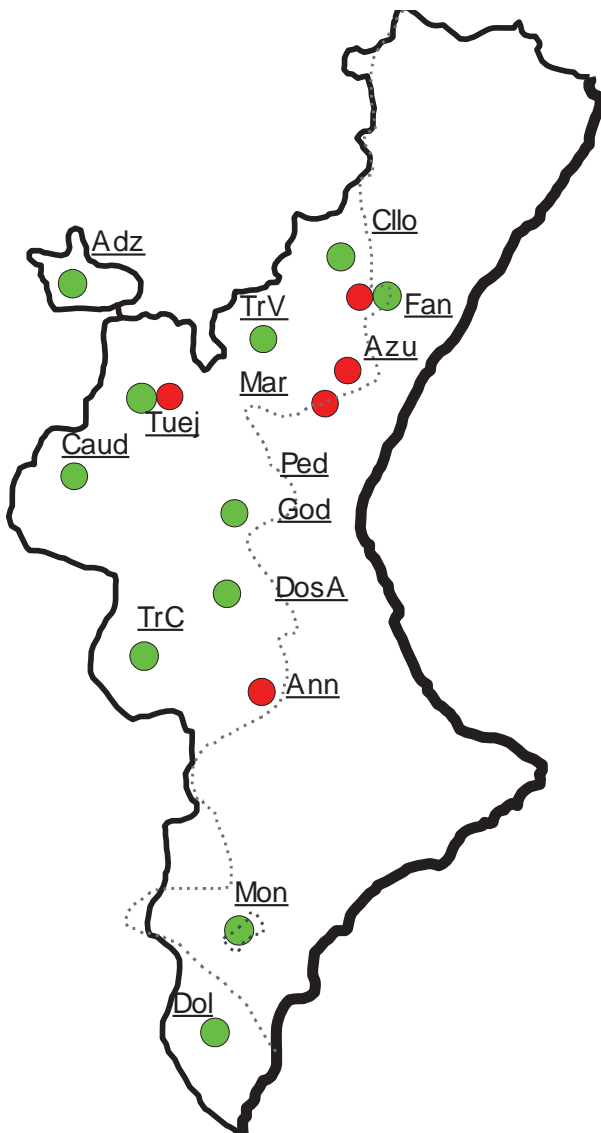 Cllo
Adz
Fan
TrV
Azu
Mar
Tuej
Caud
Ped
God
DosA
TrC
Ann
Mon
Dol